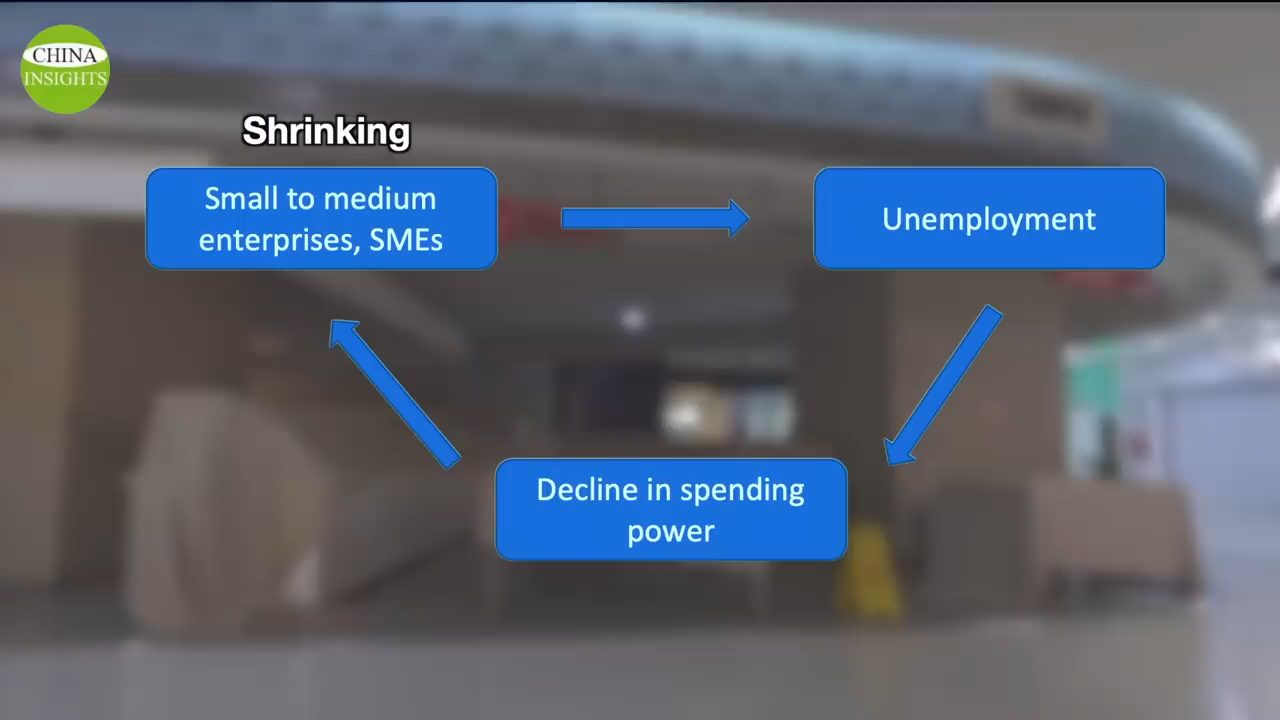 CHINA
INSIGHTS
Shrinking
Small to medium
enterprises, SMEs
Unemployment
Decline in spending
power